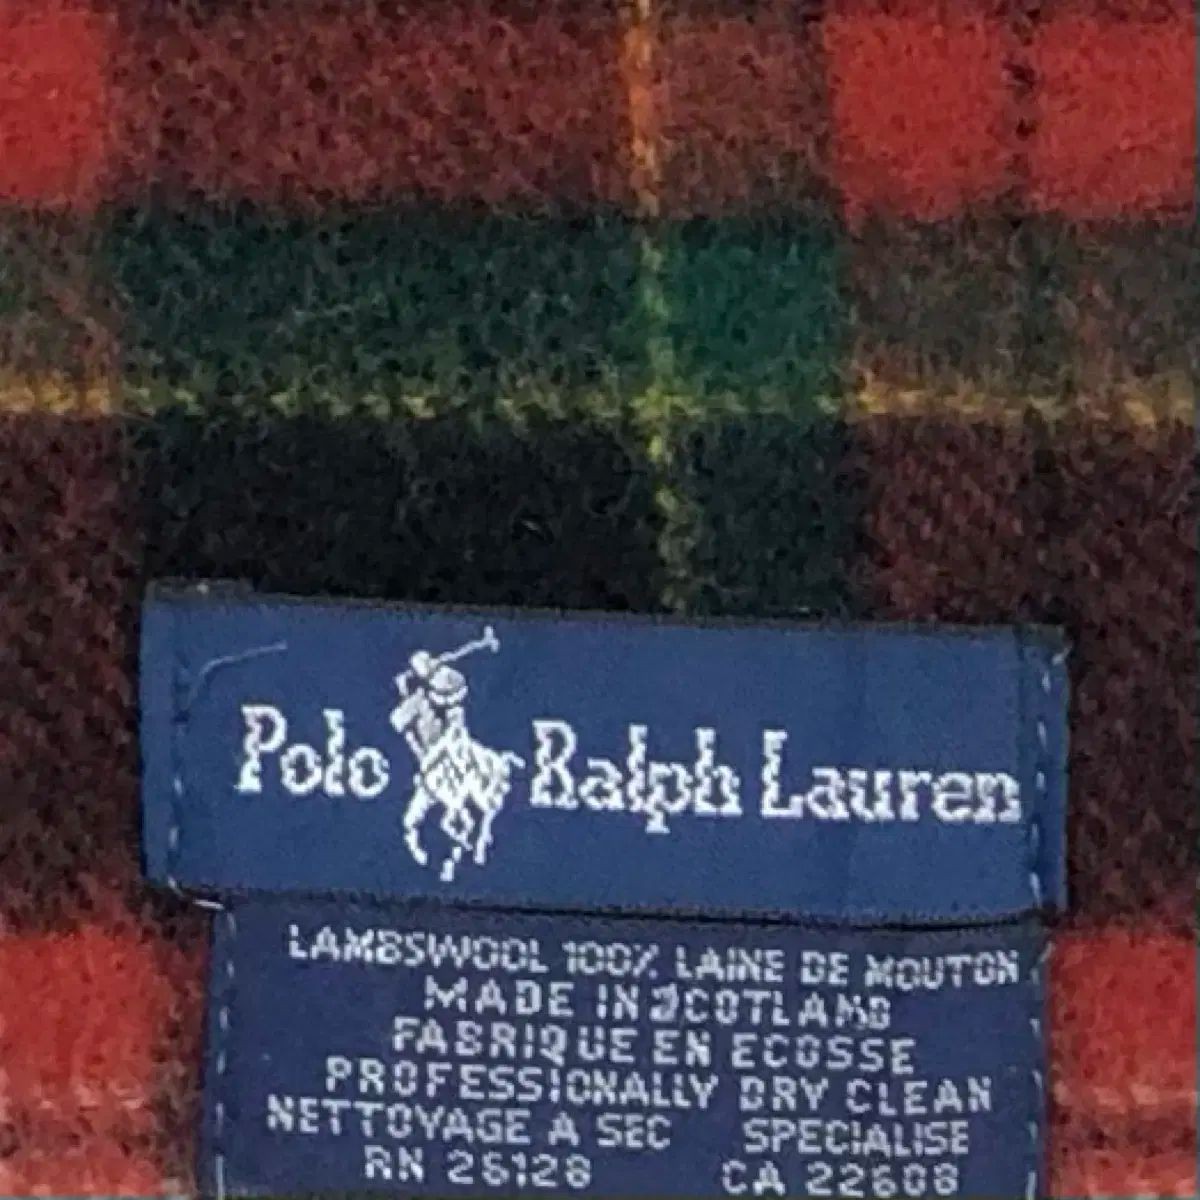 Polo Ralph Lauren
LAMBSWOOL 100% LAINE DE MOUTON
MADE IN SCOTLAND
FABRIQUE EN ECOSSE
PROFESSIONALLY DRY CLEAN
NETTOYAGE A SEC SPECIALISE
RN 26128 CA 22608